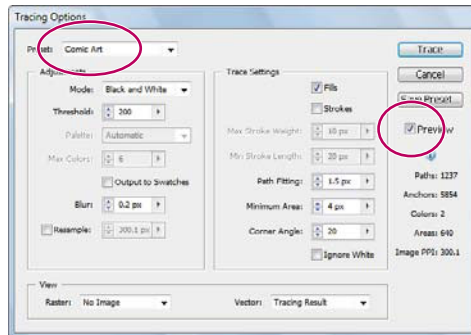 Tracing Options
Preset: Comic Art
Trace
Adjustments
Trace Settings
Cancel
Mode: Black and White
Fills
Save Preset...
Threshold: 200
Strokes
Palette: Automatic
Max Stroke Weight: 10 px
Preview
Max Colors: 6
Min Stroke Length: 20 px
Output to Swatches
Path Fitting: 1.5 px
Paths: 1237
Blur: 0.2 px
Minimum Area: 4 px
Anchors: 5854
Colors: 2
Resample: 300.1 px
Corner Angle: 20
Areas: 640
Ignore White
Image PPI: 300.1
View
Raster: No Image
Vector: Tracing Result